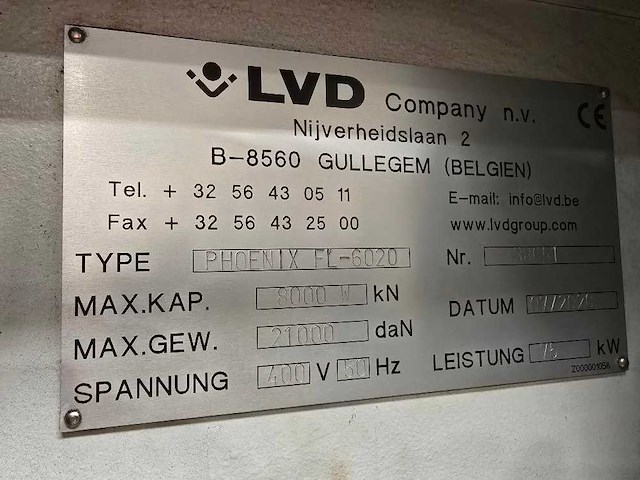 LVD Company n.v. CE
Nijverheidslaan 2
B-8560 GULLEGEM (BELGIEN)
Tel. + 32 56 43 05 11 E-mail: info@lvd.be
Fax + 32 56 43 25 00 www.lvdgroup.com
TYPE PHOENIX FL-6020 Nr.
MAX.KAP. 8000 W kN DATUM
MAX.GEW. 21000 daN LEISTUNG 75 kW
SPANNUNG 400 V 50 Hz
Z00000105A